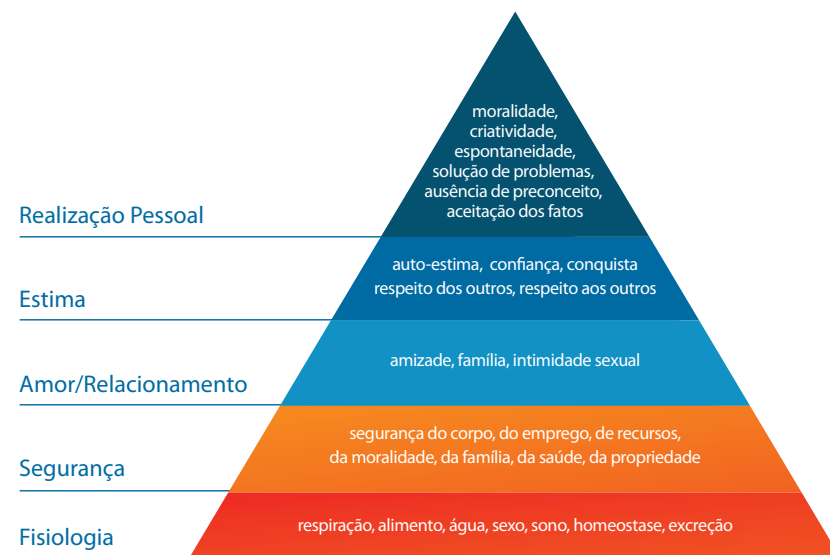 moralidade,
criatividade,
espontaneidade,
solução de problemas,
ausência de preconceito,
aceitação dos fatos
Realização Pessoal
auto-estima, confiança, conquista
respeito dos outros, respeito aos outros
Estima
amizade, família, intimidade sexual
Amor/Relacionamento
segurança do corpo, do emprego, de recursos,
da moralidade, da família, da saúde, da propriedade
Segurança
respiração, alimento, água, sexo, sono, homeostase, excreção
Fisiologia